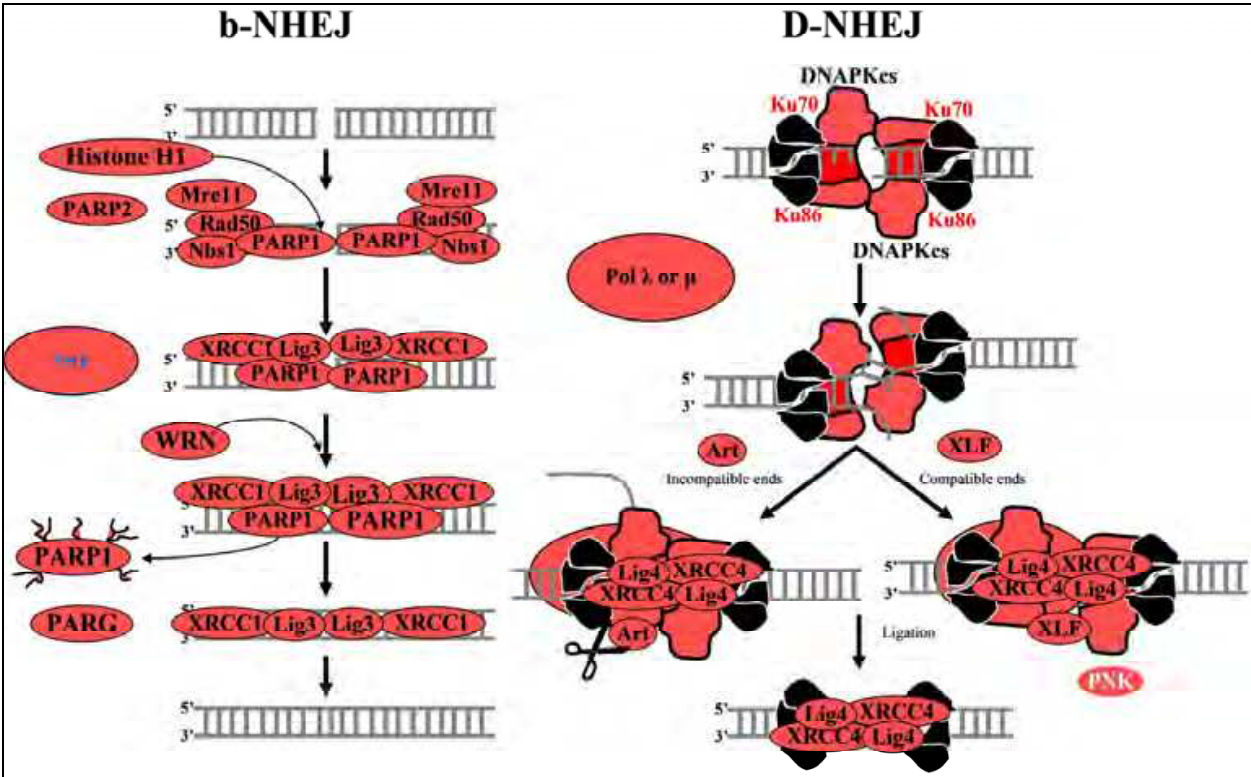 b-NHEJ
5'
3'
Histone H1
PARP2
Mre11
Mre11
Rad50
Rad50
5'
PARP1
PARP1
3'
Nbs1
Nbs1
XRCC1
Lig3
Lig3
XRCC1
5'
PARP1
PARP1
3'
WRN
XRCC1
Lig3
Lig3
XRCC1
5'
PARP1
PARP1
3'
PARP1
PARG
5'
XRCC1
Lig3
Lig3
XRCC1
3'
5'
3'
D-NHEJ
DNAPKcs
Ku70
Ku70
5'
3'
Ku86
Ku86
DNAPKcs
Pol λ or μ
5'
3'
Art
XLF
Incompatible ends
Compatible ends
5'
Lig4
XRCC4
3'
XRCC4
Lig4
Art
5'
Lig4
XRCC4
3'
XRCC4
Lig4
XLF
Ligation
PNK
5'
Lig4
XRCC4
3'
XRCC4
Lig4